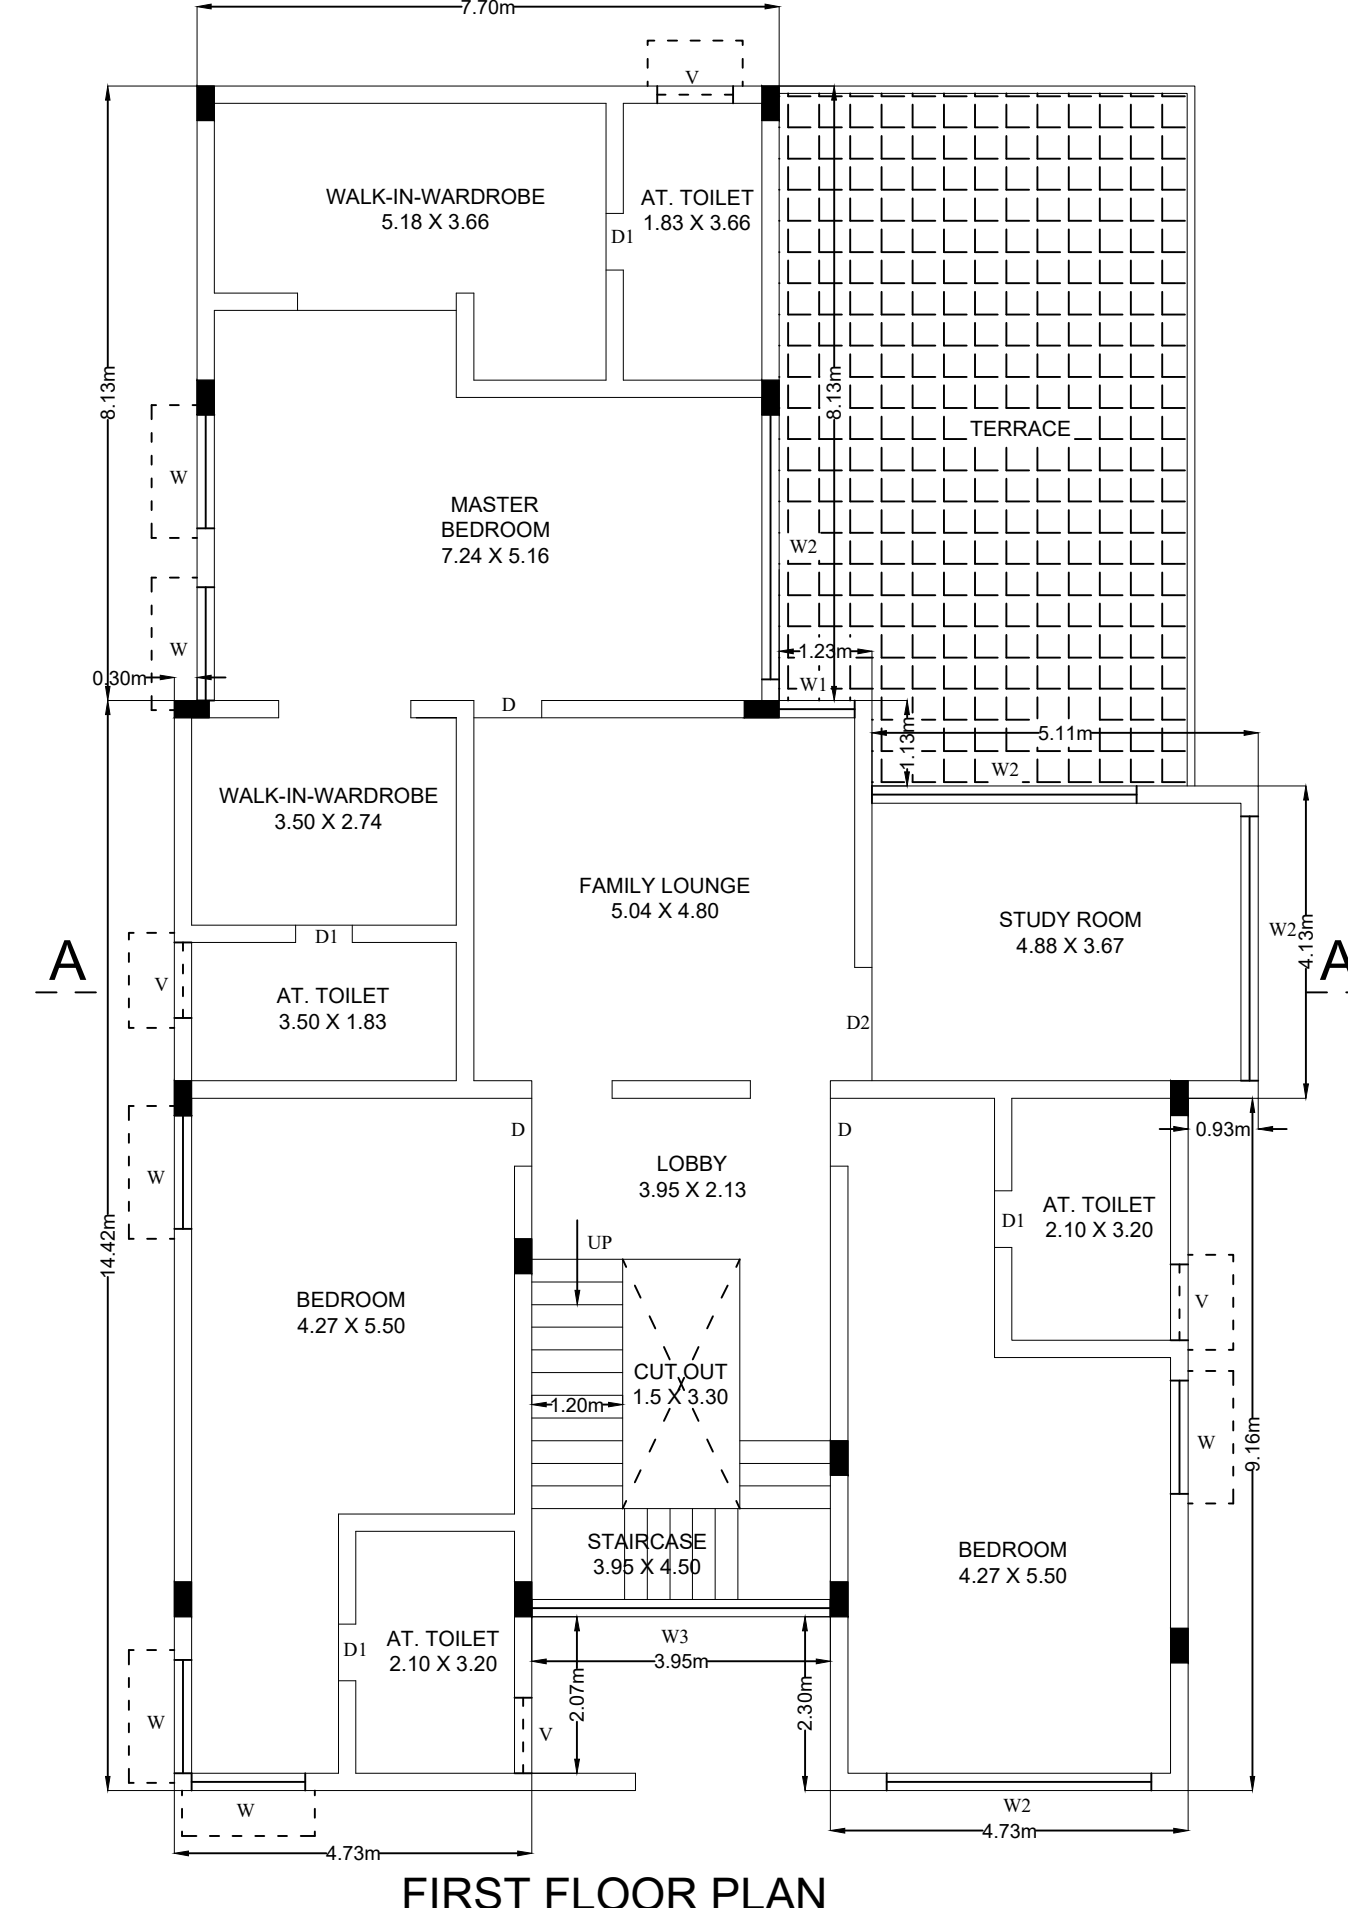 7.70m
V
WALK-IN-WARDROBE
5.18 X 3.66
AT. TOILET
1.83 X 3.66
D1
8.13m
8.13m
TERRACE
W
MASTER
BEDROOM
7.24 X 5.16
W2
W
0.30m
1.23m
W1
D
1.13m
5.11m
W2
WALK-IN-WARDROBE
3.50 X 2.74
FAMILY LOUNGE
5.04 X 4.80
STUDY ROOM
4.88 X 3.67
W2
4.13m
D1
A
A
V
AT. TOILET
3.50 X 1.83
D2
D
D
0.93m
W
LOBBY
3.95 X 2.13
AT. TOILET
2.10 X 3.20
D1
14.42m
UP
BEDROOM
4.27 X 5.50
V
CUT OUT
1.5 X 3.30
1.20m
W
9.16m
STAIRCASE
3.95 X 4.50
BEDROOM
4.27 X 5.50
AT. TOILET
2.10 X 3.20
D1
W3
3.95m
2.07m
2.30m
W
V
W
W2
4.73m
4.73m
FIRST FLOOR PLAN